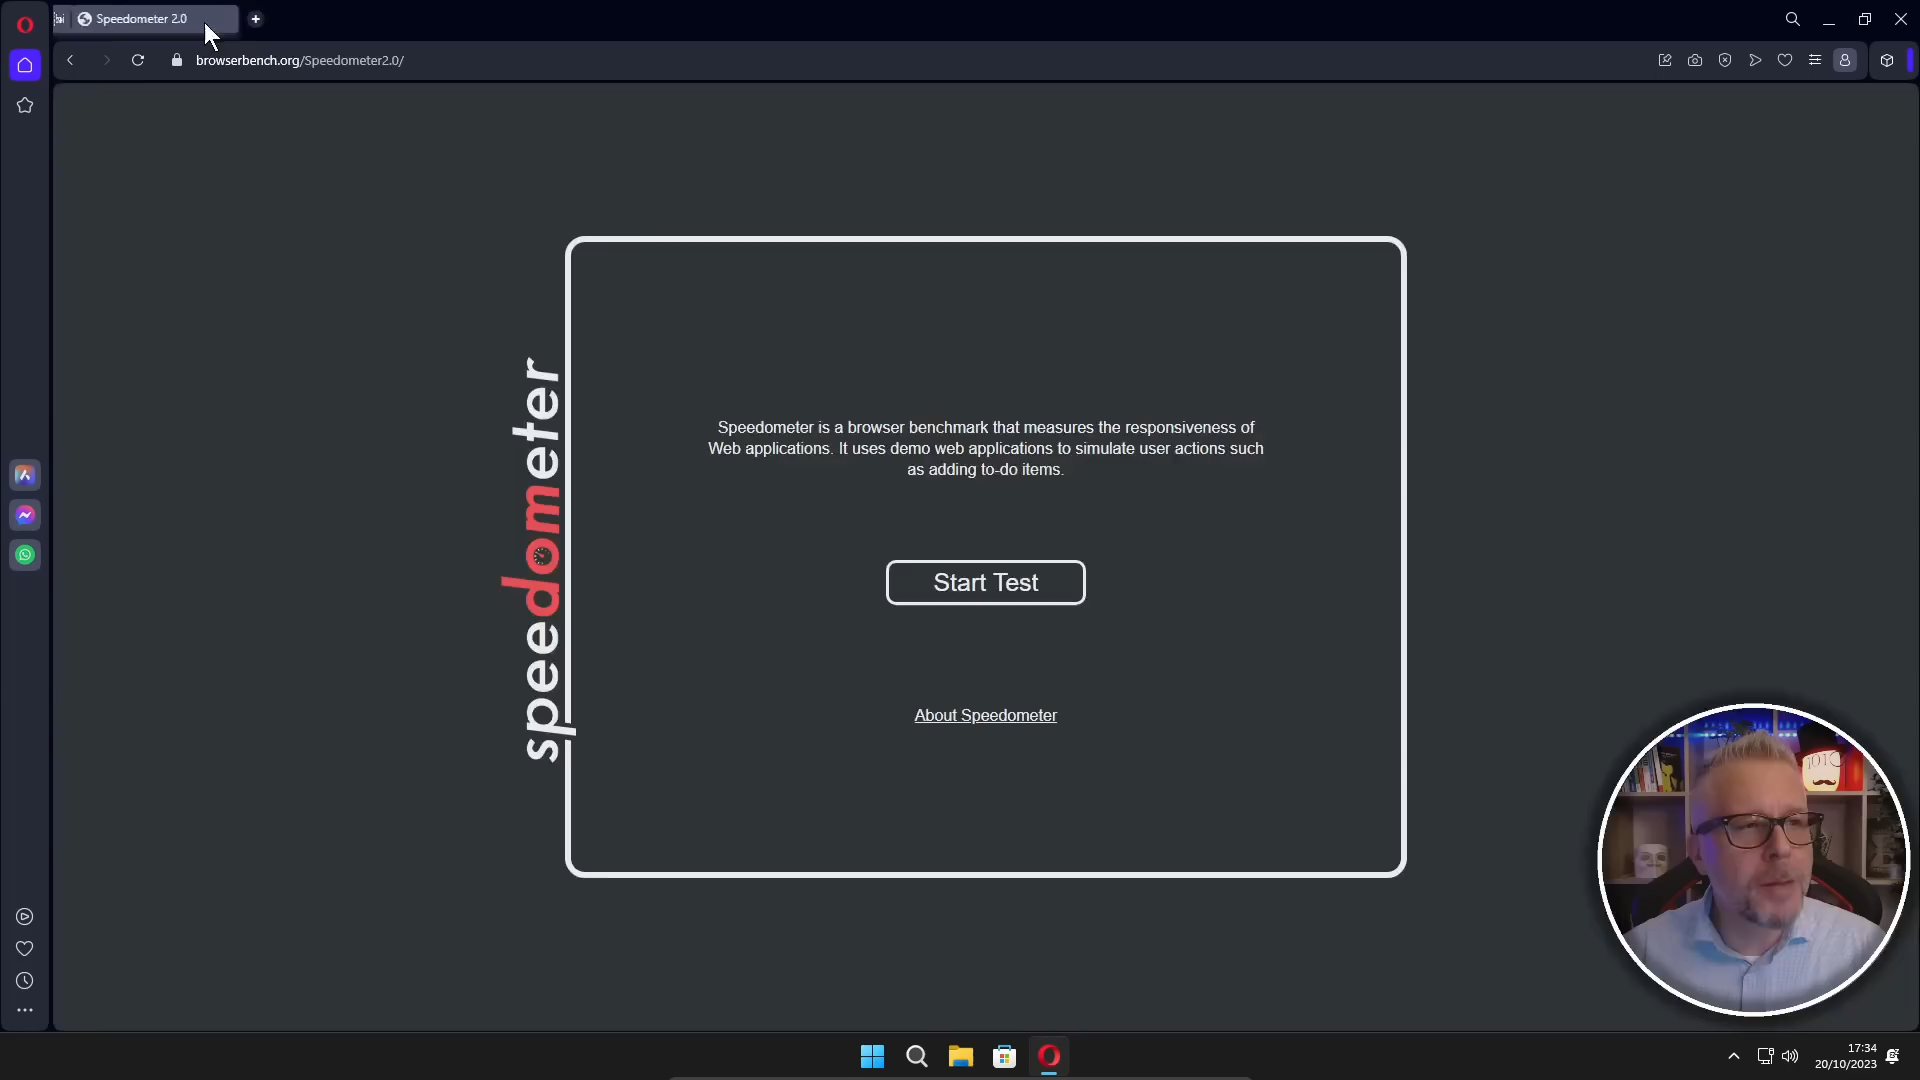 Speedometer 2.0
browserbench.org/Speedometer2.0/
speedometer
Speedometer is a browser benchmark that measures the responsiveness of
Web applications. It uses demo web applications to simulate user actions such
as adding to-do items.
Start Test
About Speedometer
17:34
20/10/2023